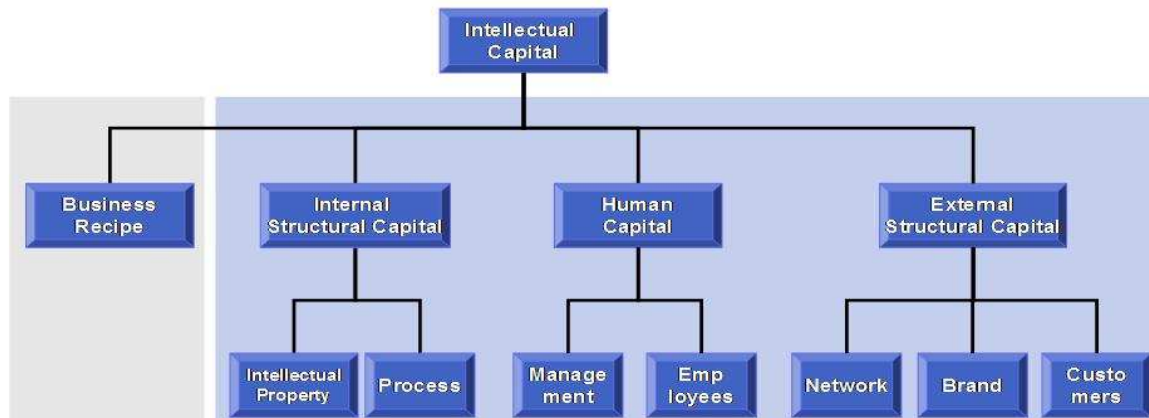 Intellectual
Capital
Business
Recipe
Internal
Structural Capital
Human
Capital
External
Structural Capital
Intellectual
Property
Process
Manage
ment
Emp
loyees
Network
Brand
Custo
mers